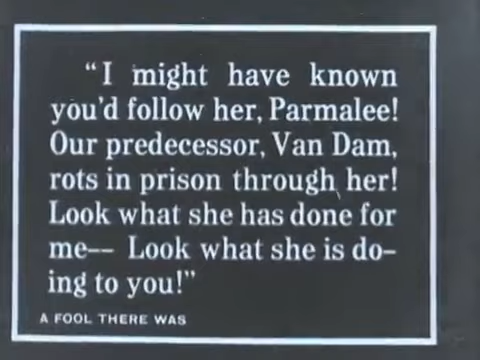 “I might have known
you’d follow her, Parmalee!
Our predecessor, Van Dam,
rots in prison through her!
Look what she has done for
me–– Look what she is do–
ing to you!”
A FOOL THERE WAS